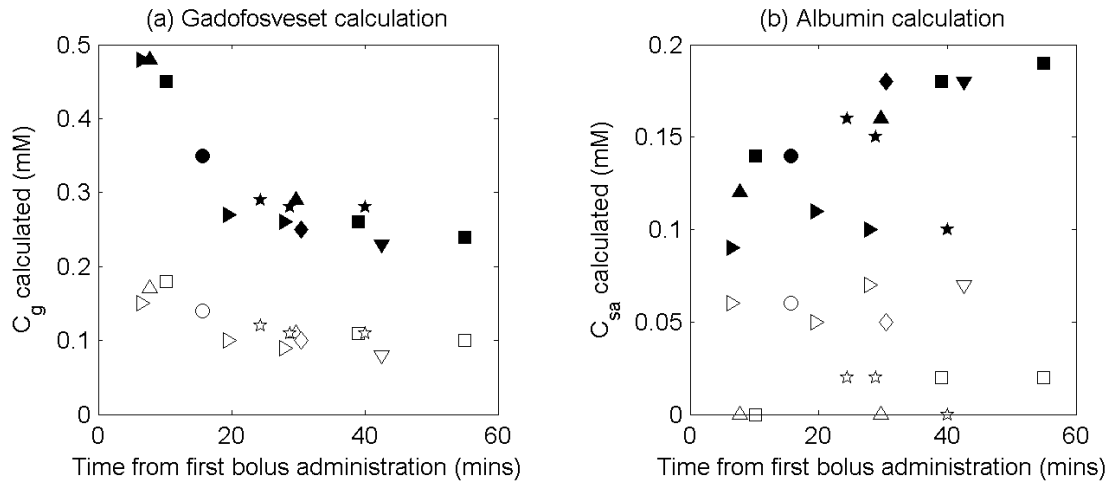 (a) Gadofosveset calculation
0.5
0.4
0.3
0.2
0.1
0
C_g calculated (mM)
0 20 40 60
Time from first bolus administration (mins)
(b) Albumin calculation
0.2
0.15
0.1
0.05
0
C_sa calculated (mM)
0 20 40 60
Time from first bolus administration (mins)